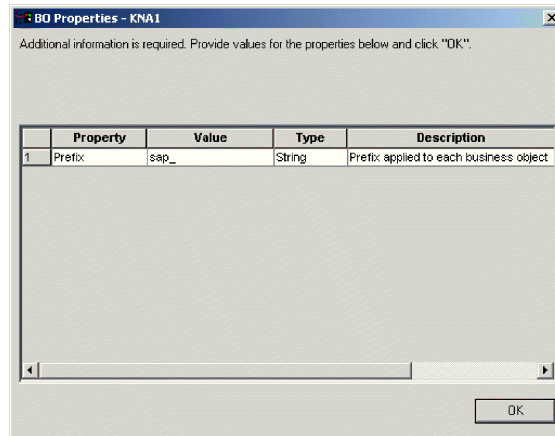 BO Properties - KNA1
Additional information is required. Provide values for the properties below and click "OK".
Property Value Type Description
1 Prefix sap_ String Prefix applied to each business object
OK